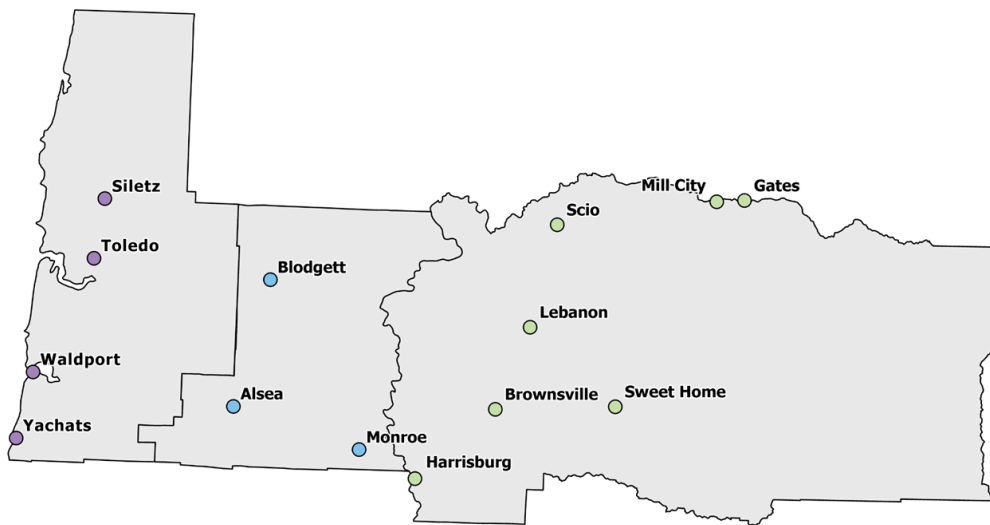 Siletz
Mill City
Gates
Scio
Toledo
Blodgett
Lebanon
Waldport
Alsea
Brownsville
Sweet Home
Yachats
Monroe
Harrisburg